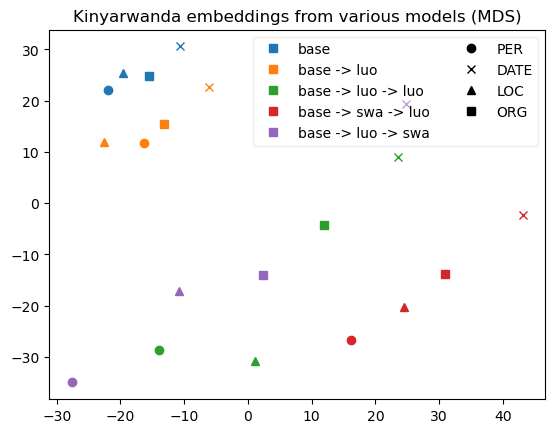 Kinyarwanda embeddings from various models (MDS)
base
base -> luo
base -> luo -> luo
base -> swa -> luo
base -> luo -> swa
PER
DATE
LOC
ORG
30
20
10
0
−10
−20
−30
−30
−20
−10
0
10
20
30
40